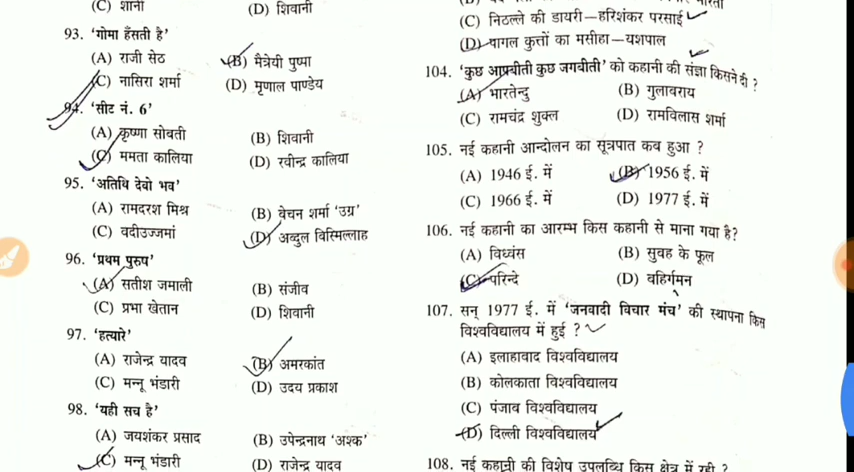 (C) शानी (D) शिवानी
93. 'गोमा हँसती है'
(A) राजी सेठ (B) मैत्रेयी पुष्पा
(C) नासिरा शर्मा (D) मृणाल पाण्डेय
94. 'सीट नं. 6'
(A) कृष्णा सोबती (B) शिवानी
(C) ममता कालिया (D) रवीन्द्र कालिया
95. 'अतिथि देवो भव'
(A) रामदरश मिश्र (B) बेचन शर्मा 'उग्र'
(C) बदीउज्जमां (D) अब्दुल बिस्मिल्लाह
96. 'प्रथम पुरुष'
(A) सतीश जमाली (B) संजीव
(C) प्रभा खेतान (D) शिवानी
97. 'हत्यारे'
(A) राजेन्द्र यादव (B) अमरकांत
(C) मन्नू भंडारी (D) उदय प्रकाश
98. 'यही सच है'
(A) जयशंकर प्रसाद (B) उपेन्द्रनाथ 'अश्क'
(C) मन्नू भंडारी (D) राजेन्द्र यादव
(C) निठल्ले की डायरी–हरिशंकर परसाई
(D) पागल कुत्तों का मसीहा–यशपाल
104. 'कुछ आपबीती कुछ जगबीती' को कहानी की संज्ञा किसने दी ?
(A) भारतेन्दु (B) गुलाबराय
(C) रामचंद्र शुक्ल (D) रामविलास शर्मा
105. नई कहानी आन्दोलन का सूत्रपात कब हुआ ?
(A) 1946 ई. में (B) 1956 ई. में
(C) 1966 ई. में (D) 1977 ई. में
106. नई कहानी का आरम्भ किस कहानी से माना गया है?
(A) विध्वंस (B) सुबह के फूल
(C) परिन्दे (D) बहिर्गमन
107. सन् 1977 ई. में 'जनवादी विचार मंच' की स्थापना किस
विश्वविद्यालय में हुई ?
(A) इलाहाबाद विश्वविद्यालय
(B) कोलकाता विश्वविद्यालय
(C) पंजाब विश्वविद्यालय
(D) दिल्ली विश्वविद्यालय
108. नई कहानी की विशेष उपलब्धि किस क्षेत्र में रही ?